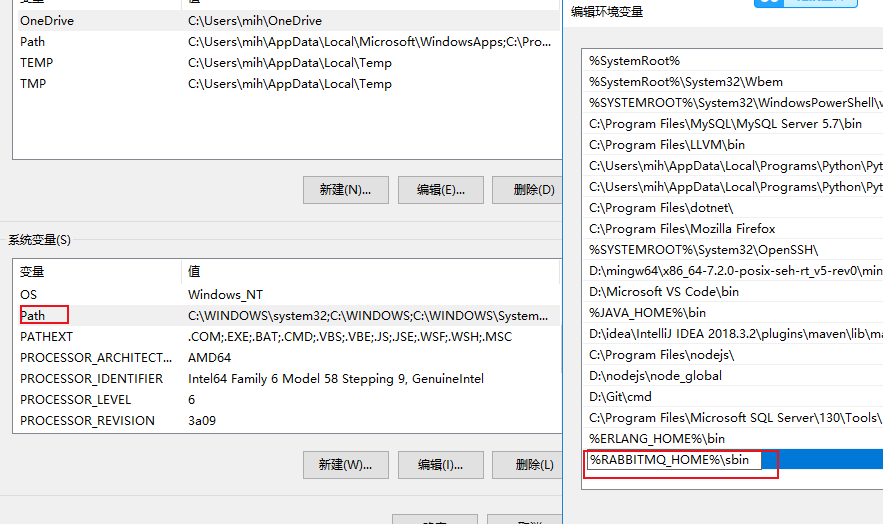 变量 值
OneDrive C:\Users\mih\OneDrive
Path C:\Users\mih\AppData\Local\Microsoft\WindowsApps;C:\Pro...
TEMP C:\Users\mih\AppData\Local\Temp
TMP C:\Users\mih\AppData\Local\Temp
新建(N)... 编辑(E)... 删除(D)
系统变量(S)
变量 值
OS Windows_NT
Path C:\WINDOWS\system32;C:\WINDOWS;C:\WINDOWS\System...
PATHEXT .COM;.EXE;.BAT;.CMD;.VBS;.VBE;.JS;.JSE;.WSF;.WSH;.MSC
PROCESSOR_ARCHITECT... AMD64
PROCESSOR_IDENTIFIER Intel64 Family 6 Model 58 Stepping 9, GenuineIntel
PROCESSOR_LEVEL 6
PROCESSOR_REVISION 3a09
新建(W)... 编辑(I)... 删除(L)
编辑环境变量
%SystemRoot%
%SystemRoot%\System32\Wbem
%SYSTEMROOT%\System32\WindowsPowerShell\v
C:\Program Files\MySQL\MySQL Server 5.7\bin
C:\Program Files\LLVM\bin
C:\Users\mih\AppData\Local\Programs\Python\Pyt
C:\Users\mih\AppData\Local\Programs\Python\Pyt
C:\Program Files\dotnet\
C:\Program Files\Mozilla Firefox
%SYSTEMROOT%\System32\OpenSSH\
D:\mingw64\x86_64-7.2.0-posix-seh-rt_v5-rev0\min
D:\Microsoft VS Code\bin
%JAVA_HOME%\bin
D:\idea\IntelliJ IDEA 2018.3.2\plugins\maven\lib\ma
C:\Program Files\nodejs\
D:\nodejs\node_global
D:\Git\cmd
C:\Program Files\Microsoft SQL Server\130\Tools\
%ERLANG_HOME%\bin
%RABBITMQ_HOME%\sbin